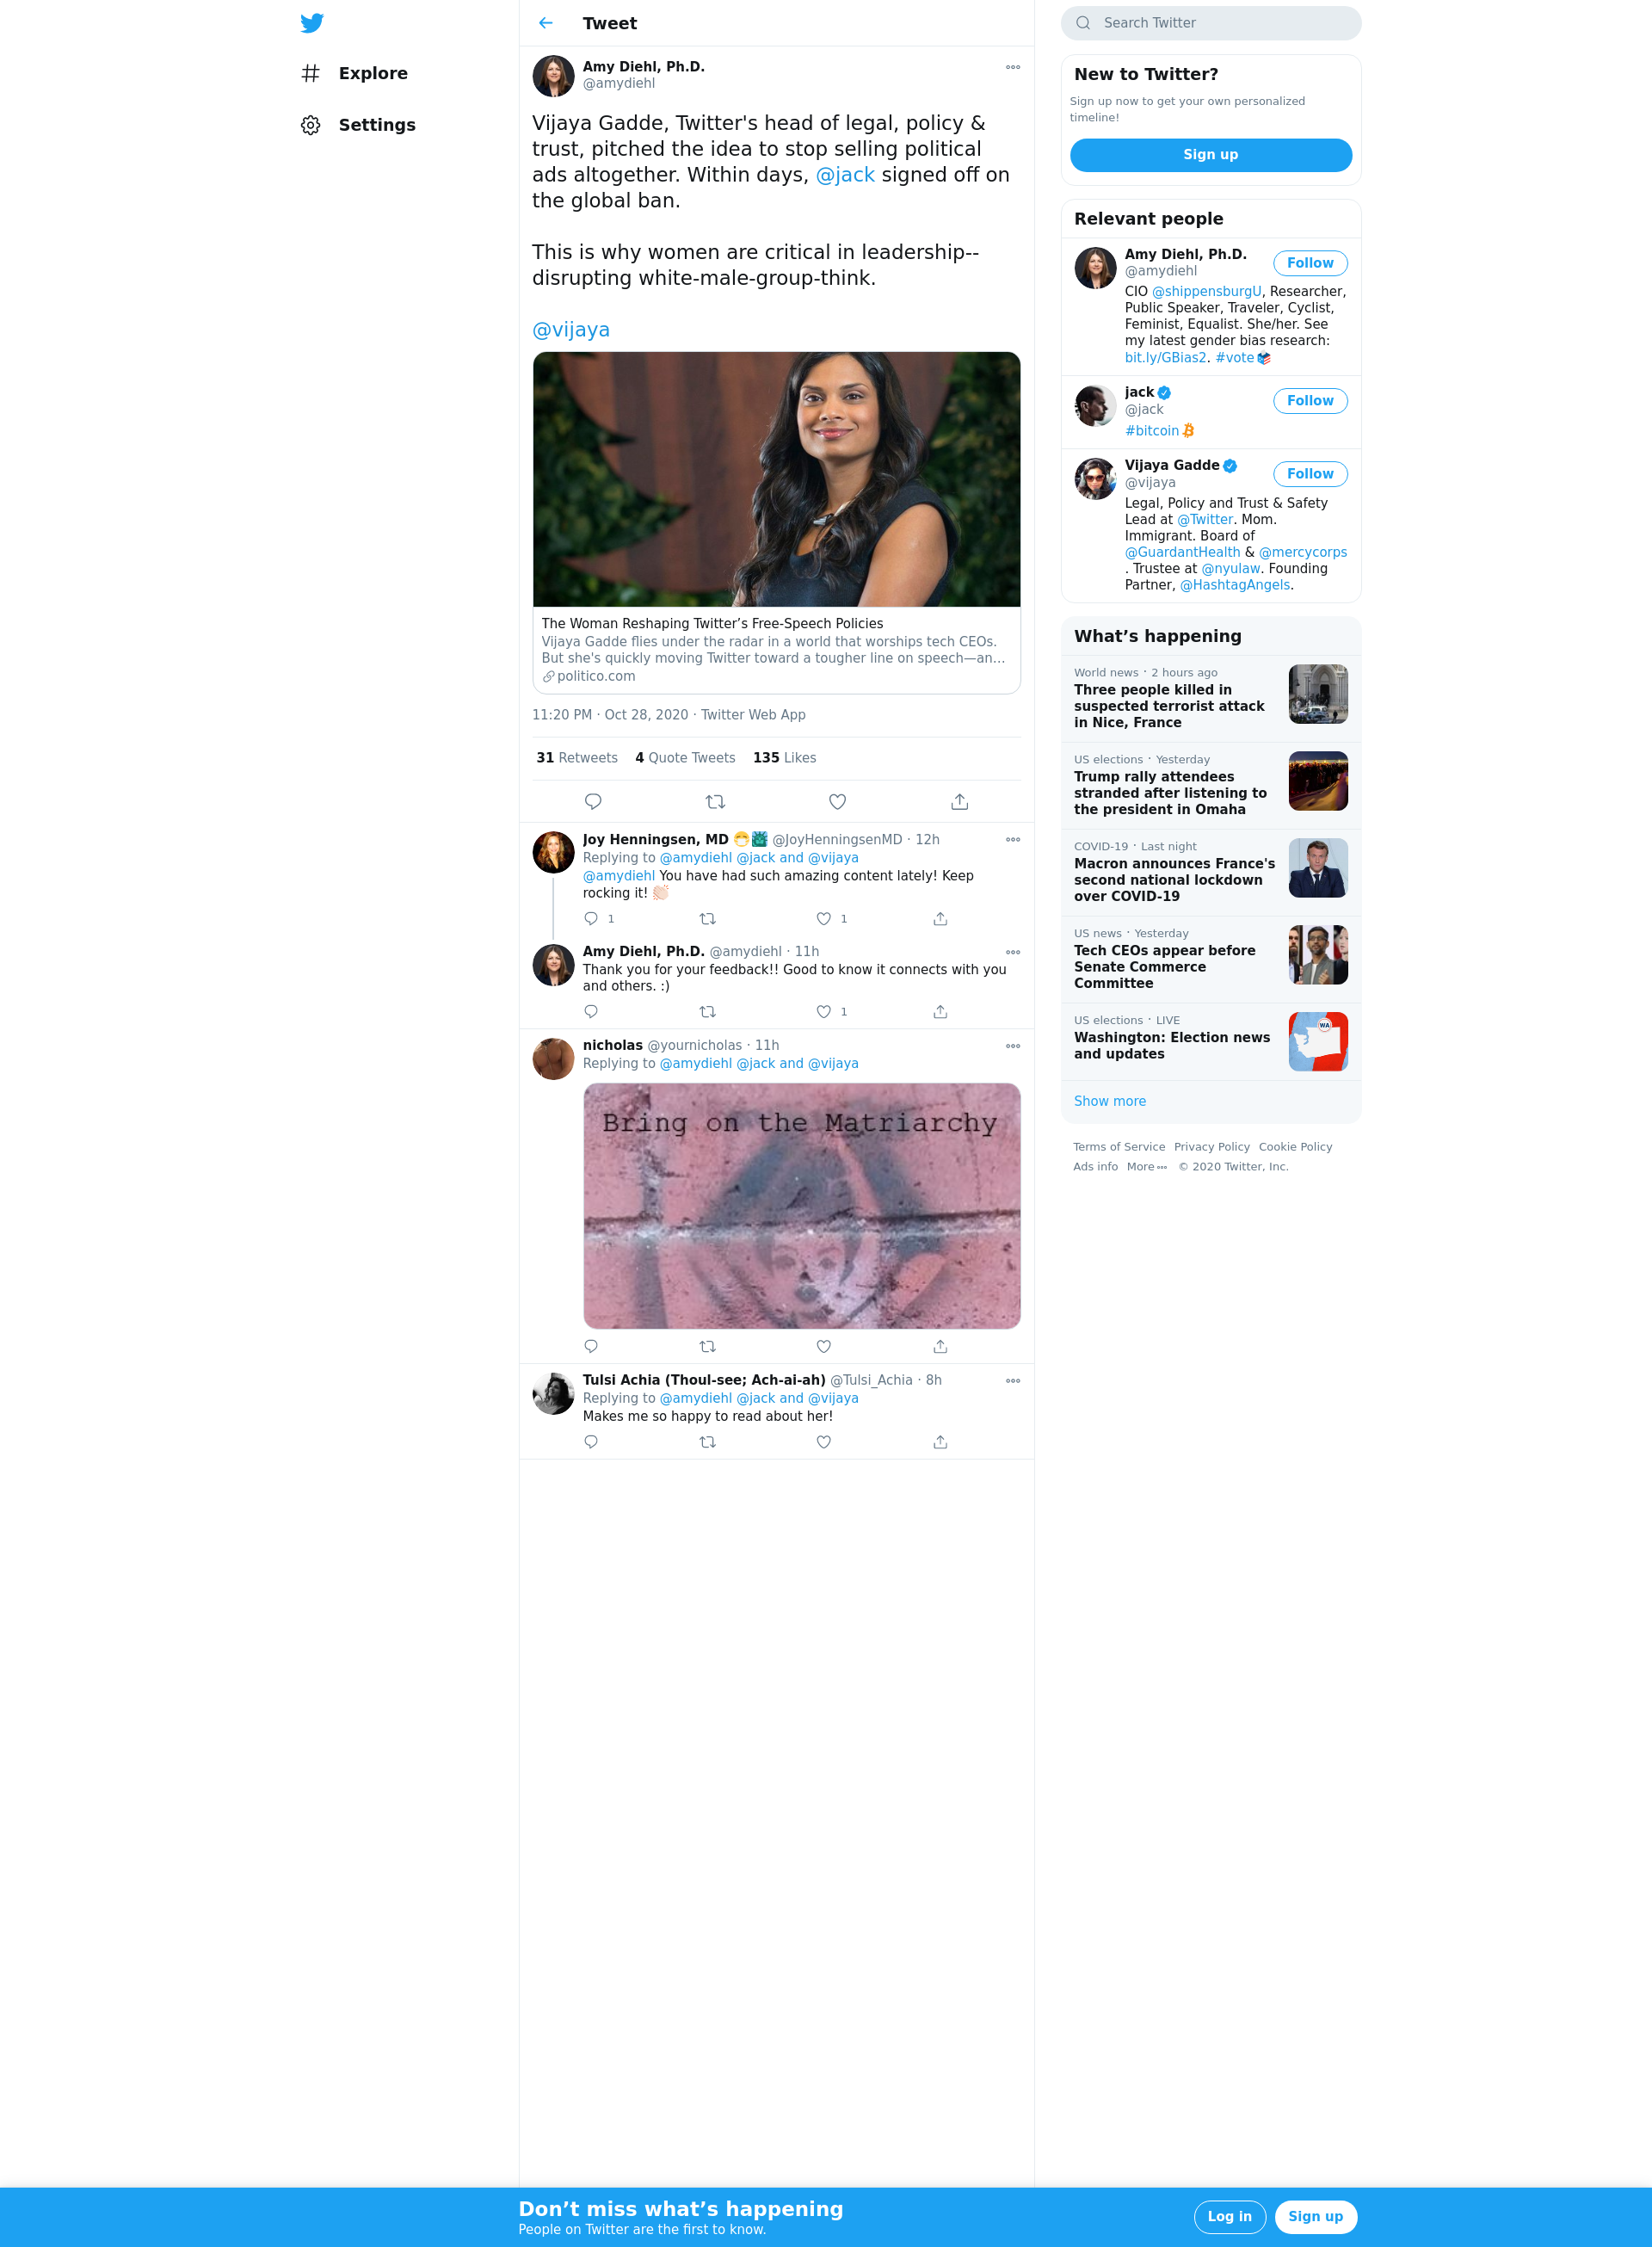 Explore
Settings
Tweet
Amy Diehl, Ph.D.
@amydiehl
Vijaya Gadde, Twitter's head of legal, policy &
trust, pitched the idea to stop selling political
ads altogether. Within days, @jack signed off on
the global ban.
This is why women are critical in leadership--
disrupting white-male-group-think.
@vijaya
The Woman Reshaping Twitter’s Free-Speech Policies
Vijaya Gadde flies under the radar in a world that worships tech CEOs.
But she's quickly moving Twitter toward a tougher line on speech—an…
politico.com
11:20 PM · Oct 28, 2020 · Twitter Web App
31 Retweets 4 Quote Tweets 135 Likes
Joy Henningsen, MD @JoyHenningsenMD · 12h
Replying to @amydiehl @jack and @vijaya
@amydiehl You have had such amazing content lately! Keep
rocking it!
1 1
Amy Diehl, Ph.D. @amydiehl · 11h
Thank you for your feedback!! Good to know it connects with you
and others. :)
1
nicholas @yournicholas · 11h
Replying to @amydiehl @jack and @vijaya
Bring on the Matriarchy
Tulsi Achia (Thoul-see; Ach-ai-ah) @Tulsi_Achia · 8h
Replying to @amydiehl @jack and @vijaya
Makes me so happy to read about her!
Search Twitter
New to Twitter?
Sign up now to get your own personalized
timeline!
Sign up
Relevant people
Amy Diehl, Ph.D.
@amydiehl
Follow
CIO @shippensburgU, Researcher,
Public Speaker, Traveler, Cyclist,
Feminist, Equalist. She/her. See
my latest gender bias research:
bit.ly/GBias2. #vote
jack
@jack
Follow
#bitcoin
Vijaya Gadde
@vijaya
Follow
Legal, Policy and Trust & Safety
Lead at @Twitter. Mom.
Immigrant. Board of
@GuardantHealth & @mercycorps
. Trustee at @nyulaw. Founding
Partner, @HashtagAngels.
What’s happening
World news · 2 hours ago
Three people killed in
suspected terrorist attack
in Nice, France
US elections · Yesterday
Trump rally attendees
stranded after listening to
the president in Omaha
COVID-19 · Last night
Macron announces France's
second national lockdown
over COVID-19
US news · Yesterday
Tech CEOs appear before
Senate Commerce
Committee
US elections · LIVE
Washington: Election news
and updates
WA
Show more
Terms of Service Privacy Policy Cookie Policy
Ads info More © 2020 Twitter, Inc.
Don’t miss what’s happening
People on Twitter are the first to know.
Log in
Sign up